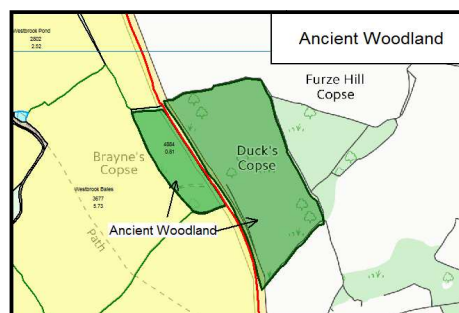 Westbrook Pond
2802
2.52
Ancient Woodland
Furze Hill
Copse
4884
0.81
Brayne's
Copse
Duck's
Copse
Westbrook Bales
3677
5.73
Ancient Woodland
Path